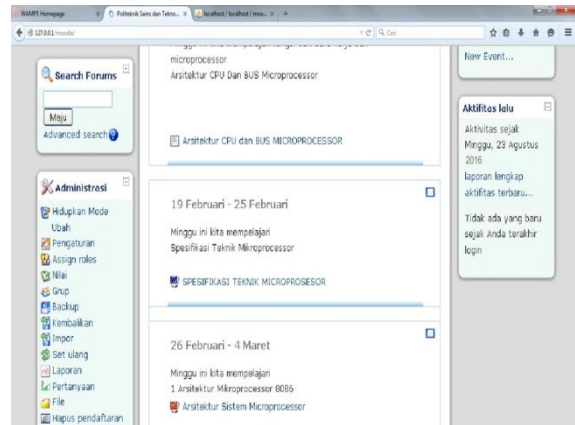 WAMP5 Homepage
Politeknik Sains dan Tekno...
localhost / localhost / moo...
127.0.0.1/moodle/
Cari
Search Forums
Maju
Advanced search
Administrasi
Hidupkan Mode
Ubah
Pengaturan
Assign roles
Nilai
Grup
Backup
Kembalikan
Impor
Set ulang
Laporan
Pertanyaan
File
Hapus pendaftaran
microprocessor
Arsitektur CPU Dan BUS Microprocessor
Arsitektur CPU dan BUS MICROPROCESSOR
19 Februari - 25 Februari
Minggu ini kita mempelajari
Spesifikasi Teknik Mikroprocessor
SPESIFIKASI TEKNIK MICROPROSESOR
26 Februari - 4 Maret
Minggu ini kita mempelajari
1 Arsitektur Mikroprocessor 8086
Arsitektur Sistem Microprocessor
New Event...
Aktifitas lalu
Aktivitas sejak
Minggu, 23 Agustus
2016
laporan lengkap
aktifitas terbaru...
Tidak ada yang baru
sejak Anda terakhir
login